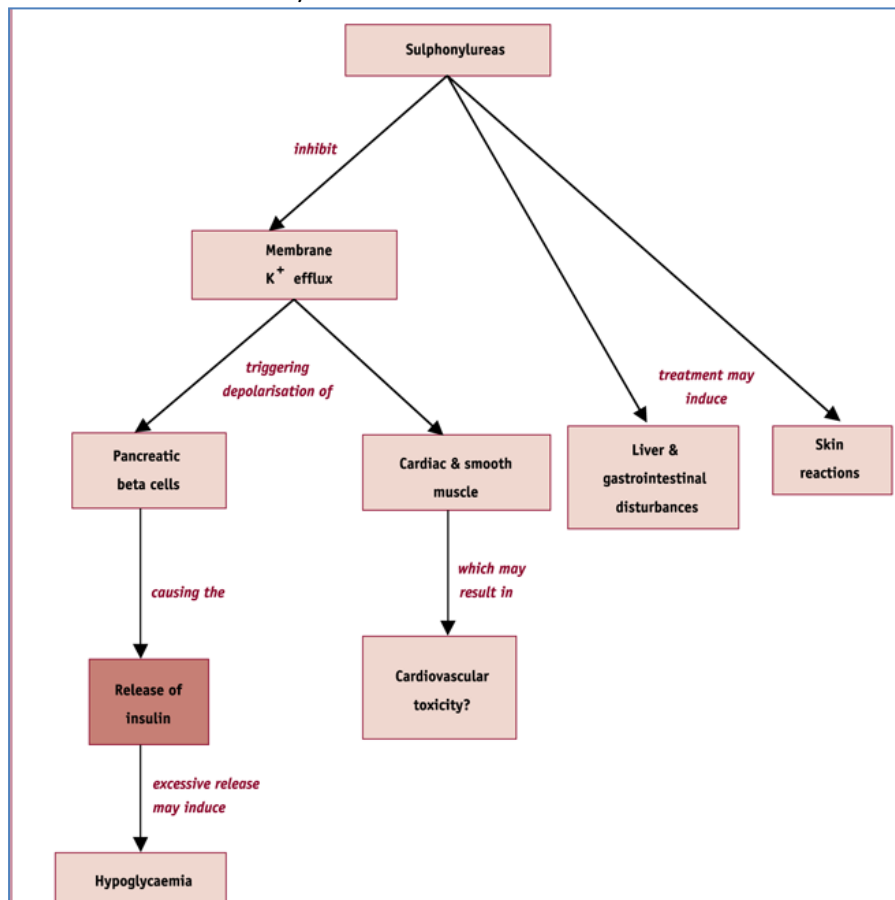 Sulphonylureas
inhibit
Membrane
K+ efflux
triggering
depolarisation of
treatment may
induce
Pancreatic
beta cells
Cardiac & smooth
muscle
Liver &
gastrointestinal
disturbances
Skin
reactions
causing the
which may
result in
Release of
insulin
Cardiovascular
toxicity?
excessive release
may induce
Hypoglycaemia